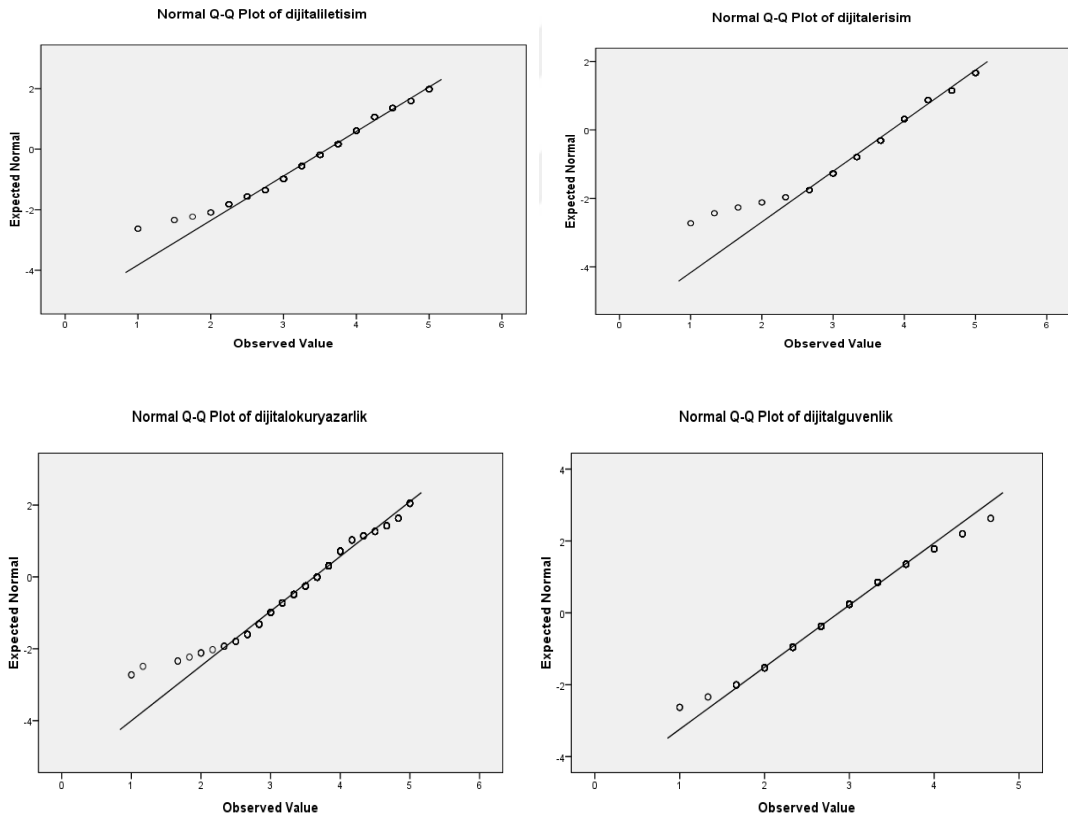 Normal Q-Q Plot of dijitaliletisim
Expected Normal
2
0
-2
-4
0 1 2 3 4 5 6
Observed Value
Normal Q-Q Plot of dijitalerisim
Expected Normal
2
0
-2
-4
0 1 2 3 4 5 6
Observed Value
Normal Q-Q Plot of dijitalokuryazarlik
Expected Normal
2
0
-2
-4
0 1 2 3 4 5 6
Observed Value
Normal Q-Q Plot of dijitalguvenlik
Expected Normal
4
2
0
-2
-4
0 1 2 3 4 5
Observed Value